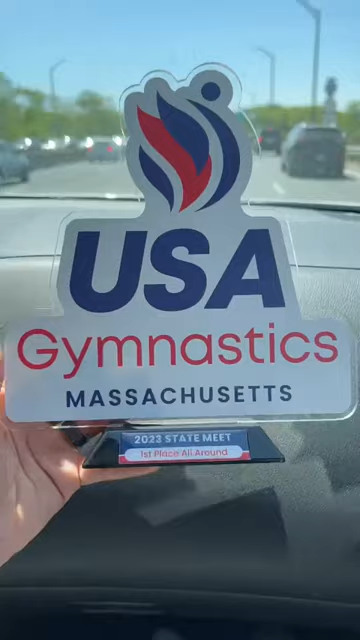 USA
Gymnastics
MASSACHUSETTS
2023 STATE MEET
1st Place All Around